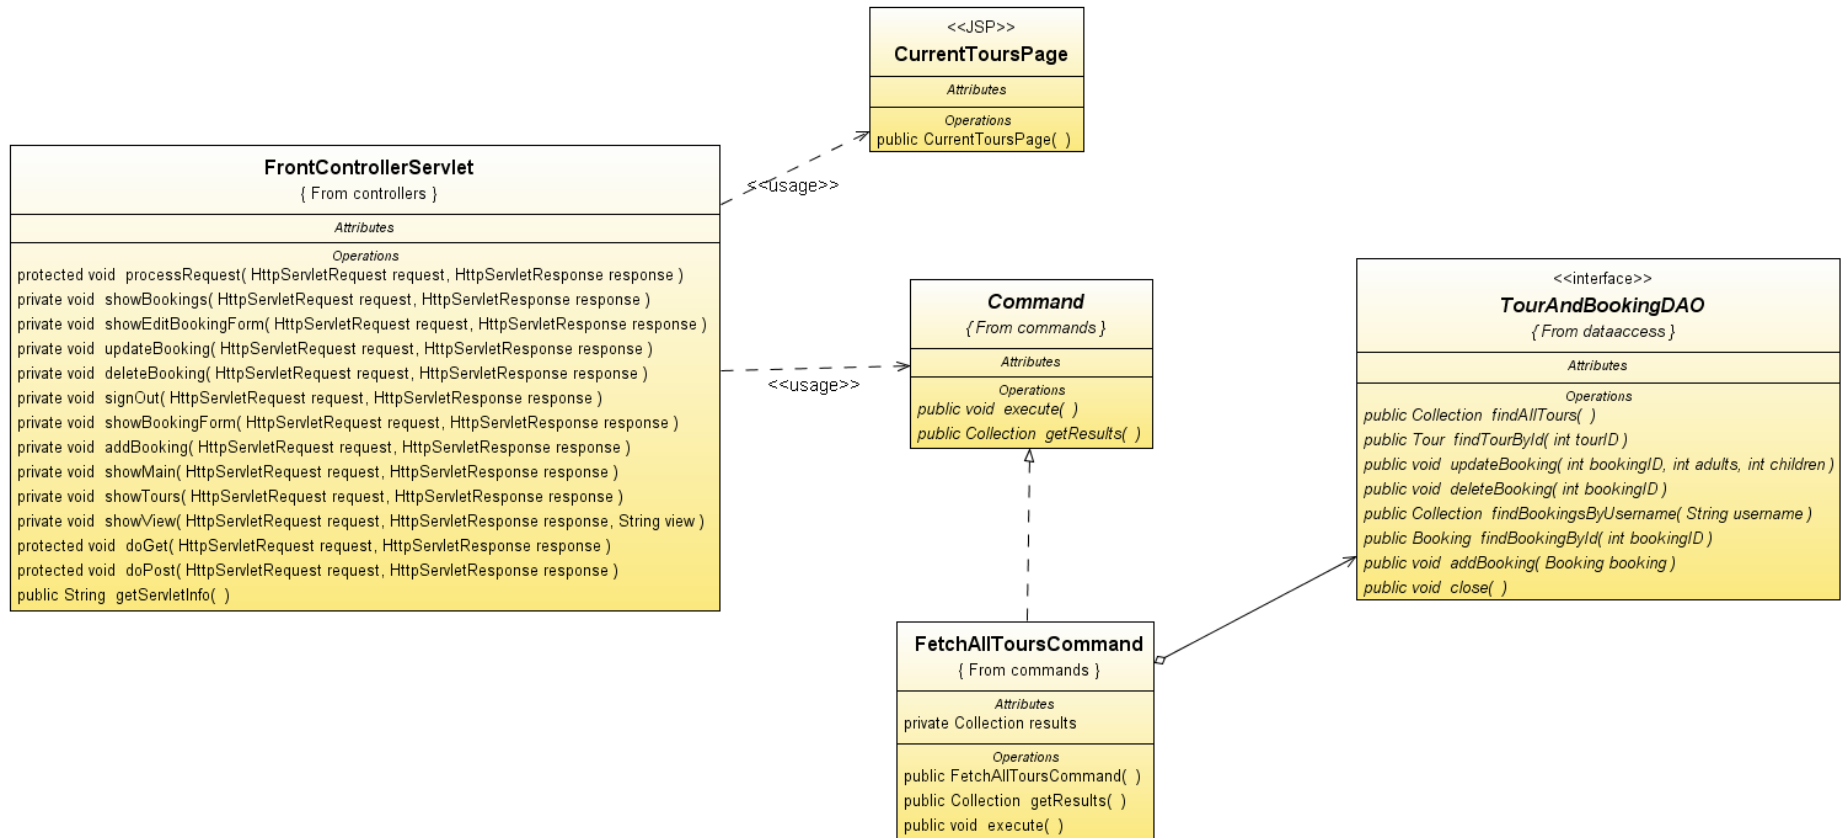 <<JSP>>
CurrentToursPage
Attributes
Operations
public CurrentToursPage( )
<<usage>>
FrontControllerServlet
{ From controllers }
Attributes
Operations
protected void processRequest( HttpServletRequest request, HttpServletResponse response )
private void showBookings( HttpServletRequest request, HttpServletResponse response )
private void showEditBookingForm( HttpServletRequest request, HttpServletResponse response )
private void updateBooking( HttpServletRequest request, HttpServletResponse response )
private void deleteBooking( HttpServletRequest request, HttpServletResponse response )
private void signOut( HttpServletRequest request, HttpServletResponse response )
private void showBookingForm( HttpServletRequest request, HttpServletResponse response )
private void addBooking( HttpServletRequest request, HttpServletResponse response )
private void showMain( HttpServletRequest request, HttpServletResponse response )
private void showTours( HttpServletRequest request, HttpServletResponse response )
private void showView( HttpServletRequest request, HttpServletResponse response, String view )
protected void doGet( HttpServletRequest request, HttpServletResponse response )
protected void doPost( HttpServletRequest request, HttpServletResponse response )
public String getServletInfo( )
<<usage>>
Command
{ From commands }
Attributes
Operations
public void execute( )
public Collection getResults( )
<<interface>>
TourAndBookingDAO
{ From dataaccess }
Attributes
Operations
public Collection findAllTours( )
public Tour findTourById( int tourID )
public void updateBooking( int bookingID, int adults, int children )
public void deleteBooking( int bookingID )
public Collection findBookingsByUsername( String username )
public Booking findBookingById( int bookingID )
public void addBooking( Booking booking )
public void close( )
FetchAllToursCommand
{ From commands }
Attributes
private Collection results
Operations
public FetchAllToursCommand( )
public Collection getResults( )
public void execute( )